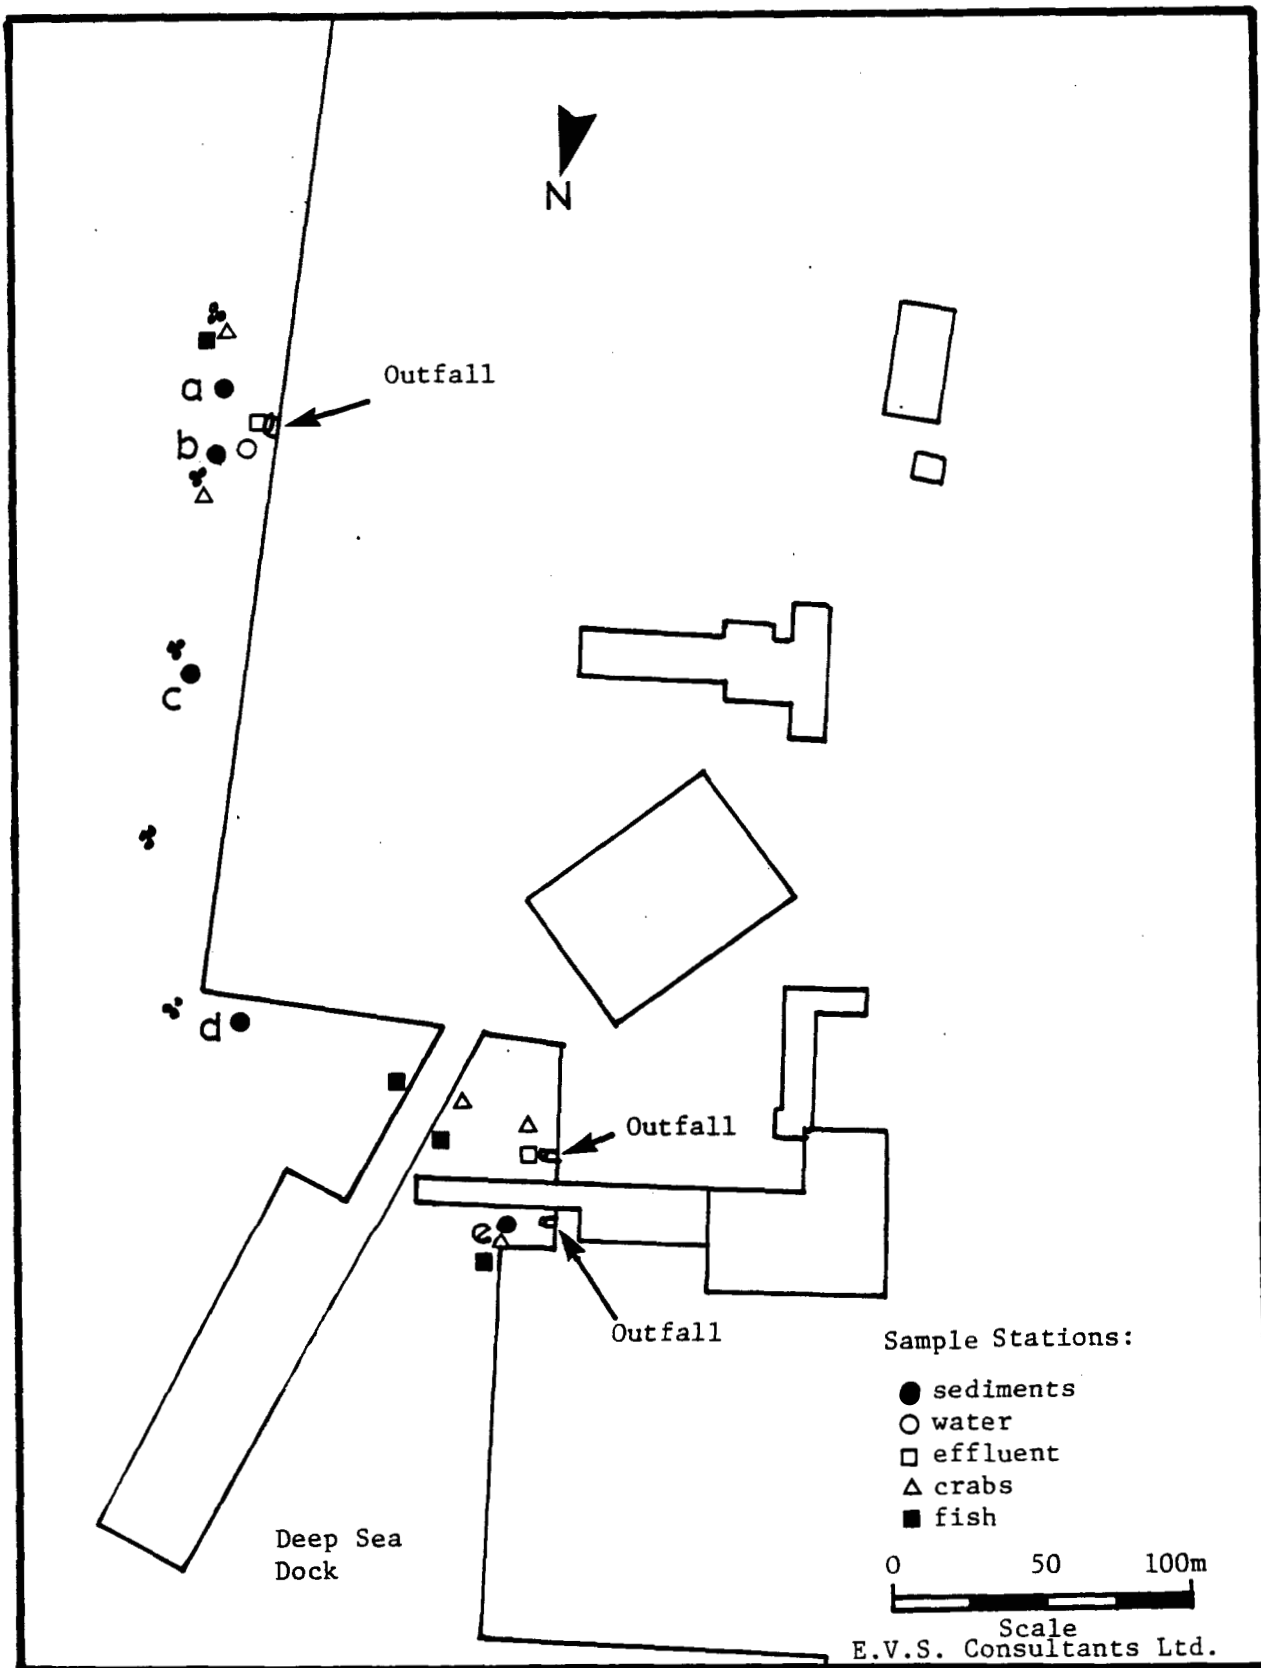 N
Outfall
a
b
c
d
Outfall
e
Outfall
Sample Stations:
sediments
water
effluent
crabs
fish
Deep Sea
Dock
0 50 100m
Scale
E.V.S. Consultants Ltd.